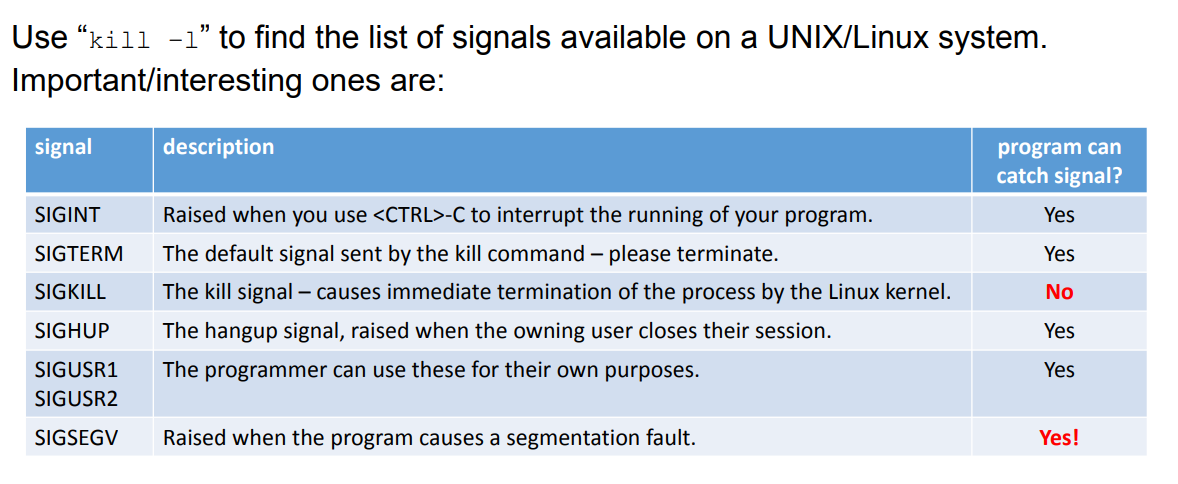 Use “kill -l” to find the list of signals available on a UNIX/Linux system.
Important/interesting ones are:
signal description program can
catch signal?
SIGINT Raised when you use <CTRL>-C to interrupt the running of your program. Yes
SIGTERM The default signal sent by the kill command – please terminate. Yes
SIGKILL The kill signal – causes immediate termination of the process by the Linux kernel. No
SIGHUP The hangup signal, raised when the owning user closes their session. Yes
SIGUSR1 The programmer can use these for their own purposes. Yes
SIGUSR2
SIGSEGV Raised when the program causes a segmentation fault. Yes!